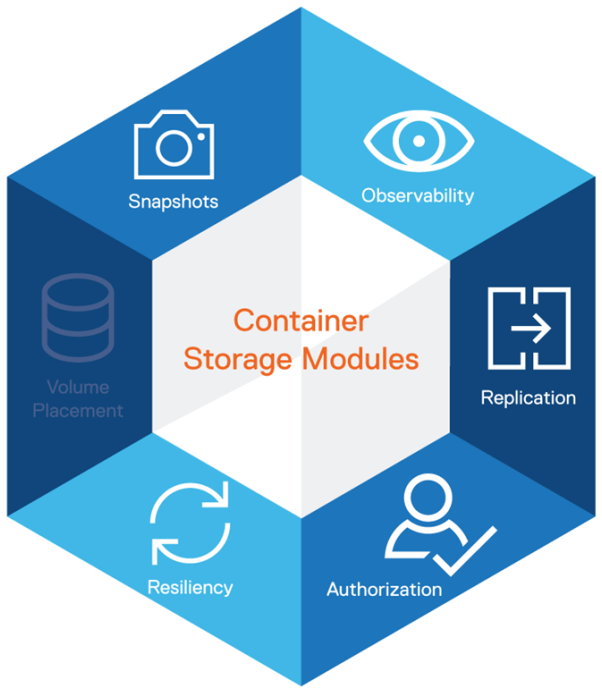 Snapshots
Observability
Container
Storage Modules
Volume
Placement
Replication
Resiliency
Authorization